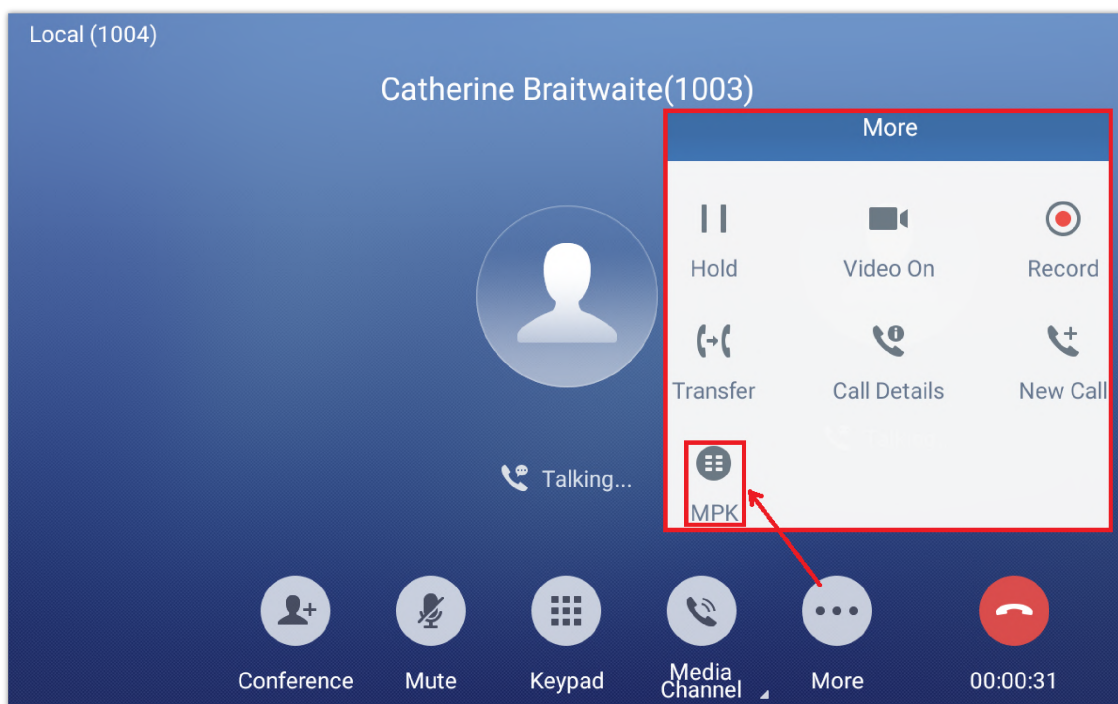 Local (1004)
Catherine Braitwaite(1003)
More
Hold
Video On
Record
Transfer
Call Details
New Call
MPK
Talking...
Conference
Mute
Keypad
Media
Channel
More
00:00:31